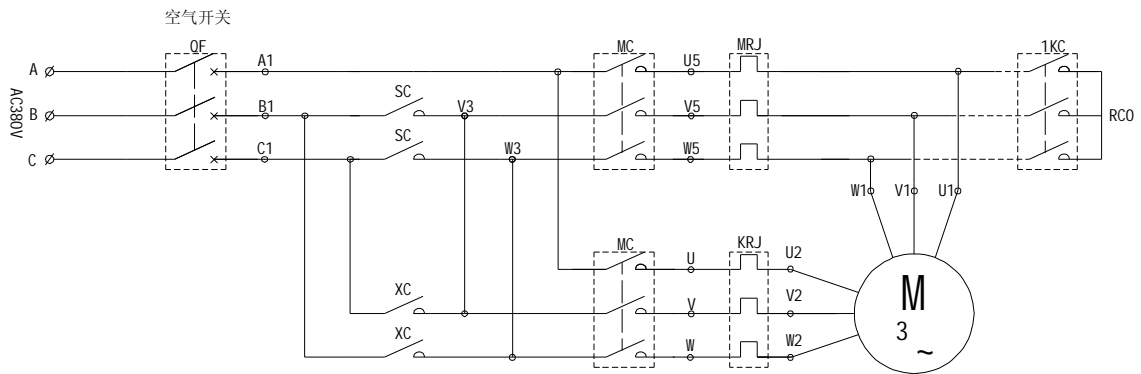 空气开关
QF
A1
MC
U5
MRJ
1KC
A
SC
B1
V3
V5
B
AC380V
RC0
SC
C1
W3
W5
C
W1
V1
U1
MC
U
KRJ
U2
XC
V
V2
M
3
~
XC
W
W2